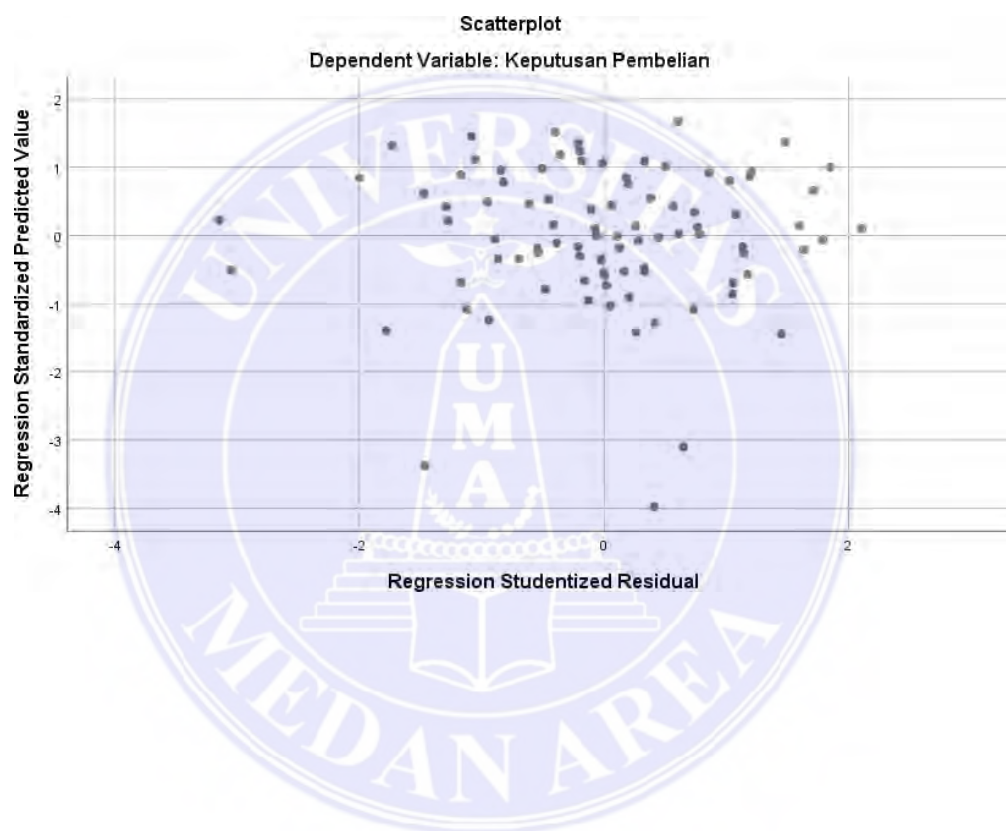 Scatterplot
Dependent Variable: Keputusan Pembelian
Regression Standardized Predicted Value
2
1
0
-1
-2
-3
-4
-4
-2
0
2
Regression Studentized Residual
UNIVERSITAS
UMA
MEDAN AREA